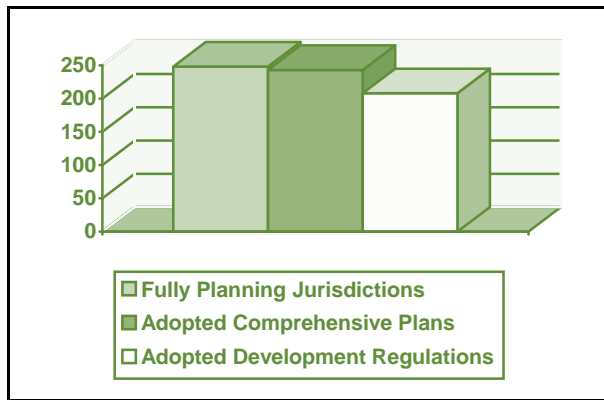 250
200
150
100
50
0
Fully Planning Jurisdictions
Adopted Comprehensive Plans
Adopted Development Regulations